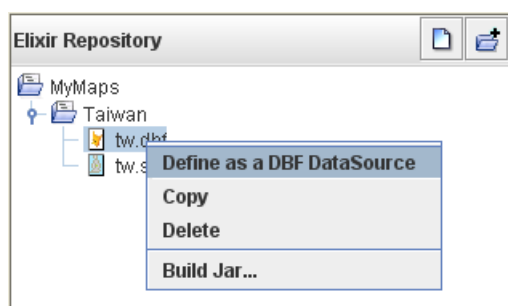 Elixir Repository
MyMaps
Taiwan
tw.dbf
Define as a DBF DataSource
Copy
Delete
Build Jar...